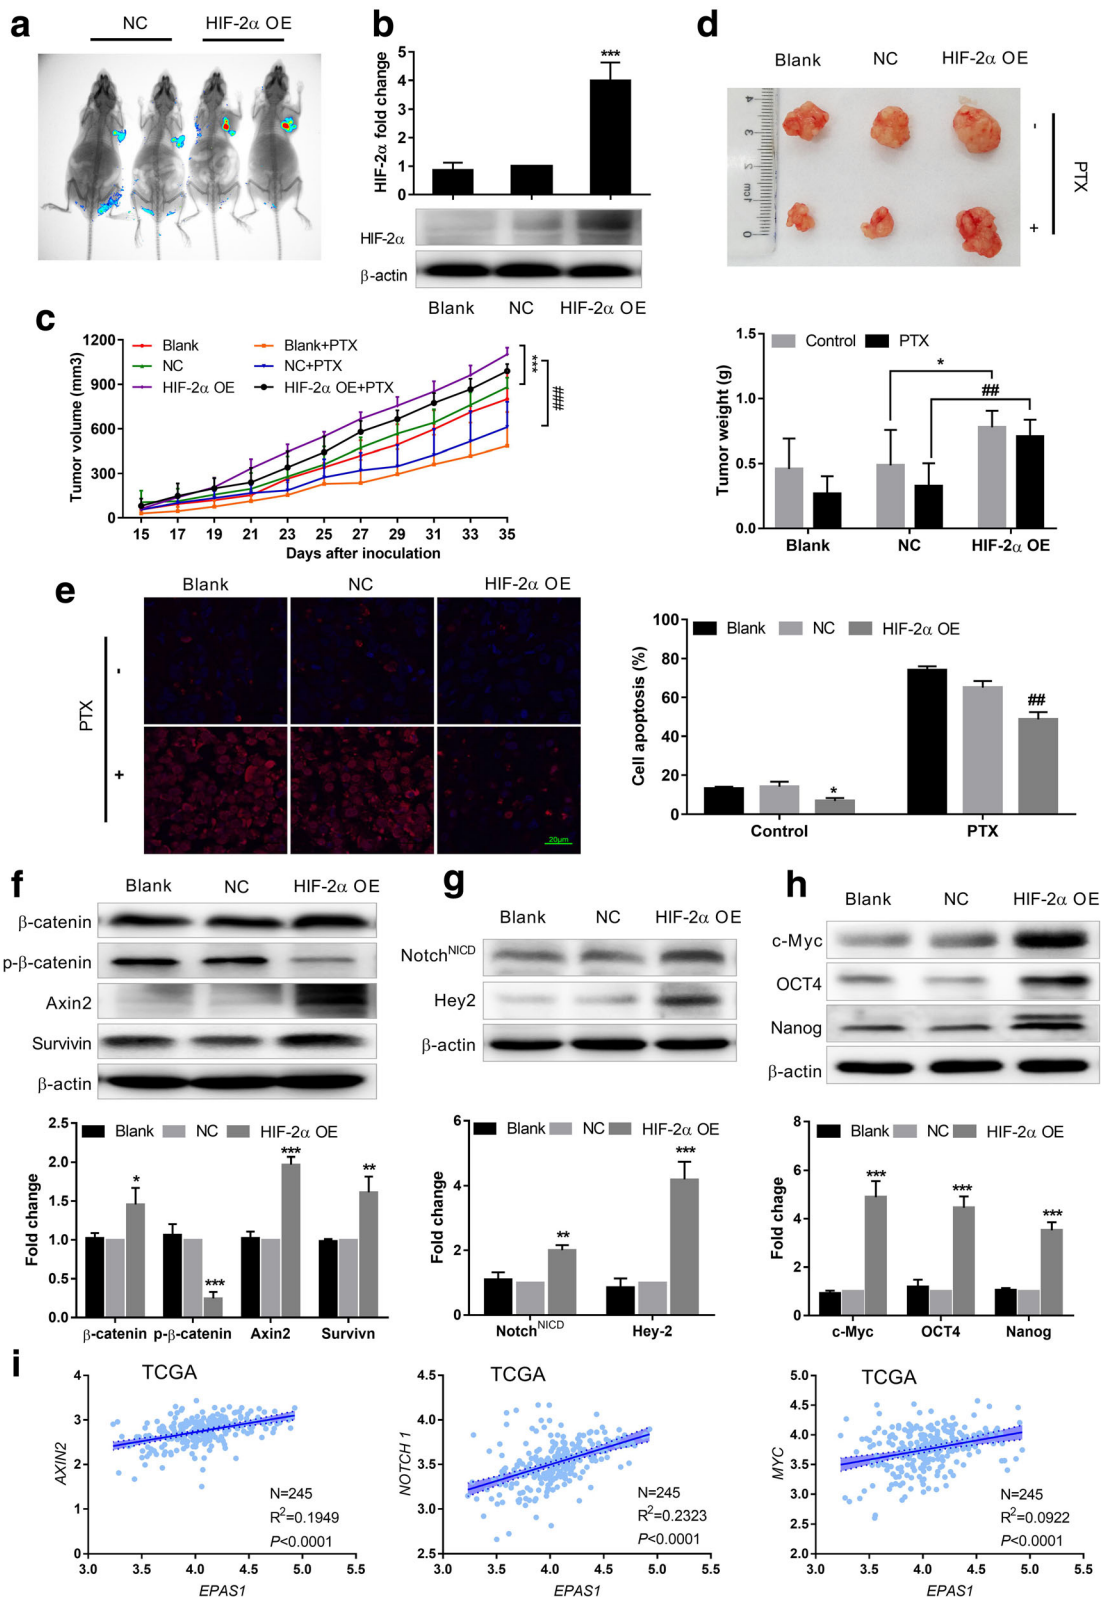 a
NC
HIF-2α OE
b
HIF-2α fold change
5
4
3
2
1
0
***
HIF-2α
β-actin
Blank
NC
HIF-2α OE
d
Blank
NC
HIF-2α OE
4
3
2
1
0
-
+
PTX
c
Tumor volume (mm3)
1200
900
600
300
0
Blank
NC
HIF-2α OE
Blank+PTX
NC+PTX
HIF-2α OE+PTX
***
###
15 17 19 21 23 25 27 29 31 33 35
Days after inoculation
Tumor weight (g)
1.5
1.0
0.5
0.0
Control
PTX
*
##
Blank
NC
HIF-2α OE
e
Blank
NC
HIF-2α OE
PTX
-
+
20μm
Cell apoptosis (%)
100
80
60
40
20
0
Blank
NC
HIF-2α OE
*
##
Control
PTX
f
Blank
NC
HIF-2α OE
β-catenin
p-β-catenin
Axin2
Survivin
β-actin
Fold change
2.5
2.0
1.5
1.0
0.5
0.0
Blank
NC
HIF-2α OE
*
***
***
**
β-catenin p-β-catenin Axin2 Survivn
g
Blank
NC
HIF-2α OE
Notch^NICD
Hey2
β-actin
Fold change
6
4
2
0
Blank
NC
HIF-2α OE
**
***
Notch^NICD
Hey-2
h
Blank
NC
HIF-2α OE
c-Myc
OCT4
Nanog
β-actin
Fold change
8
6
4
2
0
Blank
NC
HIF-2α OE
***
***
***
c-Myc
OCT4
Nanog
i
TCGA
AXIN2
4
3
2
1
0
N=245
R²=0.1949
P<0.0001
3.0 3.5 4.0 4.5 5.0 5.5
EPAS1
TCGA
NOTCH 1
4.5
4.0
3.5
3.0
2.5
N=245
R²=0.2323
P<0.0001
3.0 3.5 4.0 4.5 5.0 5.5
EPAS1
TCGA
MYC
5.0
4.5
4.0
3.5
3.0
2.5
2.0
N=245
R²=0.0922
P<0.0001
3.0 3.5 4.0 4.5 5.0 5.5
EPAS1